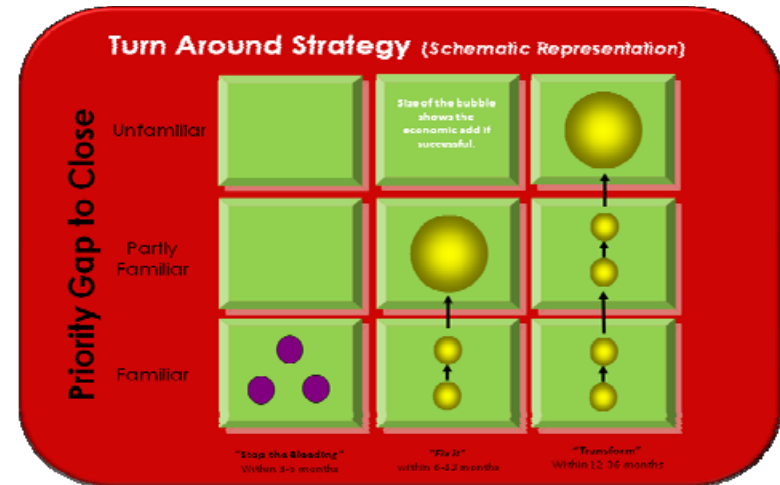 Turn Around Strategy (Schematic Representation)
Priority Gap to Close
Unfamiliar
Size of the bubble
shows the
economic add if
successful.
Partly
Familiar
Familiar
"Stop the Bleeding"
Within months
"Fix it"
within months
"Transform"
Within 12-36 months